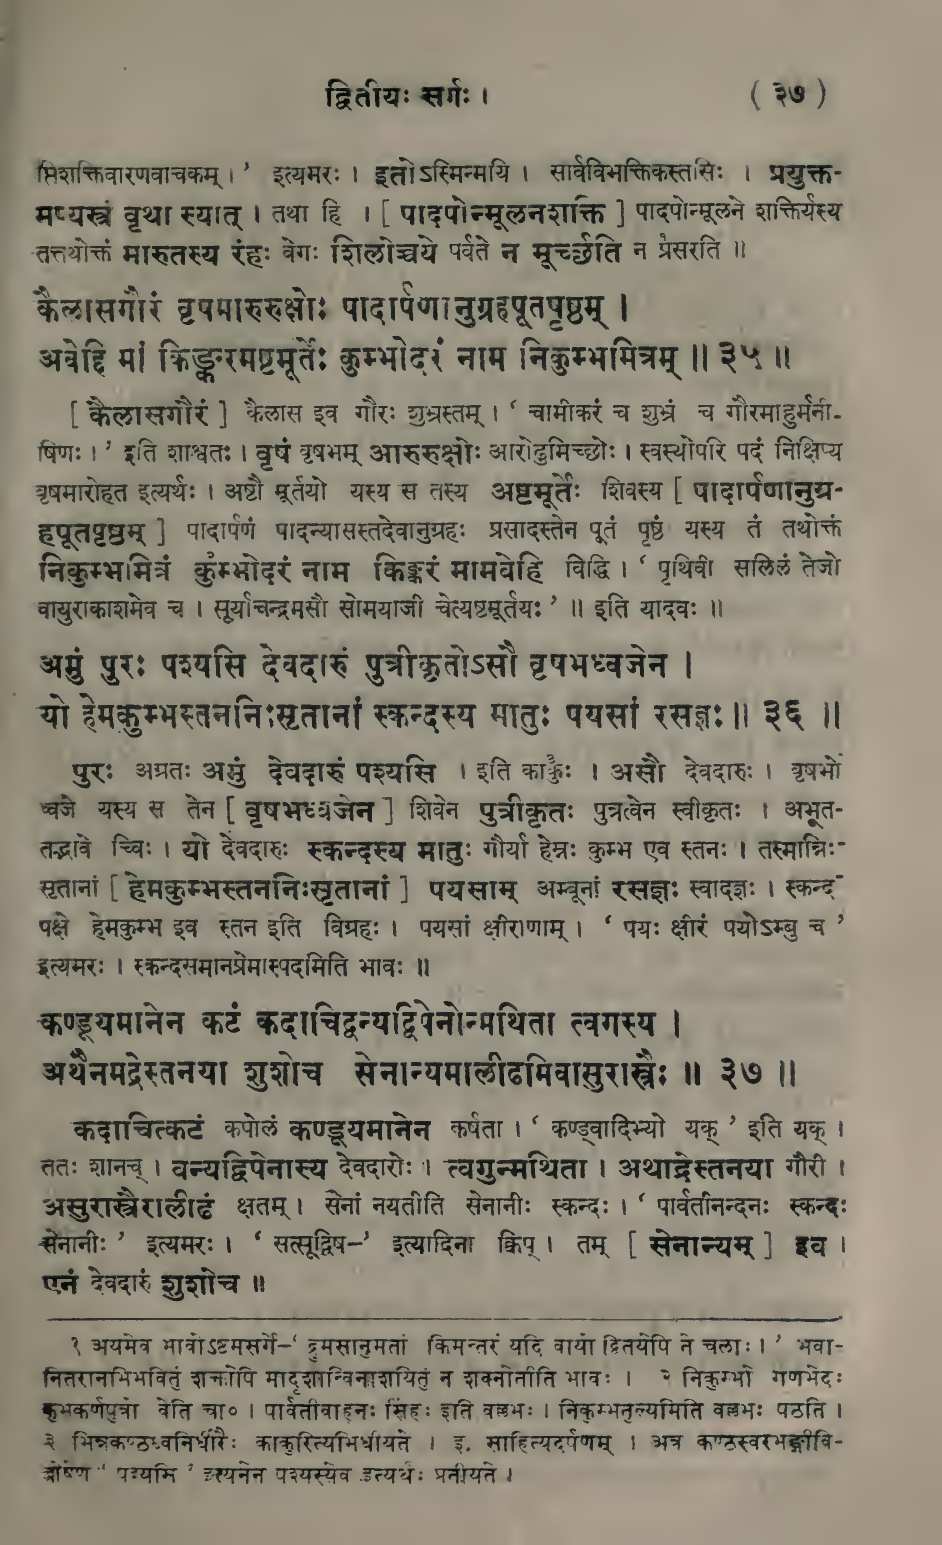 द्वितीयः सर्गः । ( ३७ )
प्तिशक्तिवारणवाचकम् । ’ इत्यमरः । इतोऽस्मिन्मयि । सार्वविभक्तिकस्तसिः । प्रयुक्त-
मप्यस्त्रं वृथा स्यात् । तथा हि । [ पादपोन्मूलनशक्ति ] पादपोन्मूलने शक्तिर्यस्य
तत्तथोक्तं मारुतस्य रंहः वेगः शिलोच्चये पर्वते न मूर्च्छति न प्रसरति ॥
कैलासगौरं वृषमारुरुक्षोः पादार्पणानुग्रहपूतपृष्ठम् ।
अवेहि मां किङ्करमष्टमूर्तेः कुम्भोदरं नाम निकुम्भमित्रम् ॥ ३५ ॥
[ कैलासगौरं ] कैलास इव गौरः शुभ्रस्तम् । ‘ चामीकरं च शुभ्रं च गौरमाहुर्मनी-
षिणः । ’ इति शाश्वतः । वृषं वृषभम् आरुरुक्षोः आरोढुमिच्छोः । स्वस्योपरि पदं निक्षिप्य
वृषमारोहत इत्यर्थः । अष्टौ मूर्तयो यस्य स तस्य अष्टमूर्तेः शिवस्य [ पादार्पणानुग्र-
हपूतपृष्ठम् ] पादार्पणं पादन्यासस्तदेवानुग्रहः प्रसादस्तेन पूतं पृष्ठं यस्य तं तथोक्तं
निकुम्भमित्रं कुम्भोदरं नाम किङ्करं मामवेहि विद्धि । ‘ पृथिवी सलिलं तेजो
वायुराकाशमेव च । सूर्याचन्द्रमसौ सोमयाजी चेत्यष्टमूर्तयः ’ ॥ इति यादवः ॥
अमुं पुरः पश्यसि देवदारुं पुत्रीकृतोऽसौ वृषभध्वजेन ।
यो हेमकुम्भस्तननिःसृतानां स्कन्दस्य मातुः पयसां रसज्ञः ॥ ३६ ॥
पुरः अग्रतः अमुं देवदारुं पश्यसि । इति काकुः³ । असौ देवदारुः । वृषभो
ध्वजे यस्य स तेन [ वृषभध्वजेन ] शिवेन पुत्रीकृतः पुत्रत्वेन स्वीकृतः । अभूत-
तद्भावे च्विः । यो देवदारुः स्कन्दस्य मातुः गौर्या हेम्नः कुम्भ एव स्तनः । तस्मान्निः-
सृतानां [ हेमकुम्भस्तननिःसृतानां ] पयसाम् अम्बूनां रसज्ञः स्वादज्ञः । स्कन्द-
पक्षे हेमकुम्भ इव स्तन इति विग्रहः । पयसां क्षीराणाम् । ‘ पयः क्षीरं पयोऽम्बु च ’
इत्यमरः । स्कन्दसमानप्रेमास्पदमिति भावः ॥
कण्डूयमानेन कटं कदाचिद्वन्यद्विपेनोन्मथिता त्वगस्य ।
अथैनमद्रेस्तनया शुशोच सेनान्यमालीढमिवासुरास्त्रैः ॥ ३७ ॥
कदाचित्कटं कपोलं कण्डूयमानेन कर्षता । ‘ कण्ड्वादिभ्यो यक् ’ इति यक् ।
ततः शानच् । वन्यद्विपेनास्य देवदारोः । त्वगुन्मथिता । अथाद्रेस्तनया गौरी ।
असुरास्त्रैरालीढं क्षतम् । सेनां नयतीति सेनानीः स्कन्दः । ‘ पार्वतीनन्दनः स्कन्दः
सेनानीः ’ इत्यमरः । ‘ सत्सूद्विष–’ इत्यादिना क्विप् । तम् [ सेनान्यम् ] इव ।
एनं देवदारुं शुशोच ॥
१ अयमेव भावोऽष्टमसर्गे–‘ द्रुमसानुमतां किमन्तरं यदि वायौ द्वितयेपि ते चलाः । ’ भवा-
नितरानभिभवितुं शक्तोपि मादृशान्विनाशयितुं न शक्नोतीति भावः । २ निकुम्भो गणभेदः
कुंभकर्णपुत्रो वेति चा० । पार्वतीवाहनः सिंहः इति वल्लभः । निकुम्भतुल्यमिति वल्लभः पठति ।
३ भिन्नकण्ठध्वनिर्धीरैः काकुरित्यभिधीयते । इ. साहित्यदर्पणम् । अत्र कण्ठस्वरभङ्गीवि-
शेषेण ‘ पश्यसि ’ इत्यनेन पश्यस्येव इत्यर्थः प्रतीयते ।